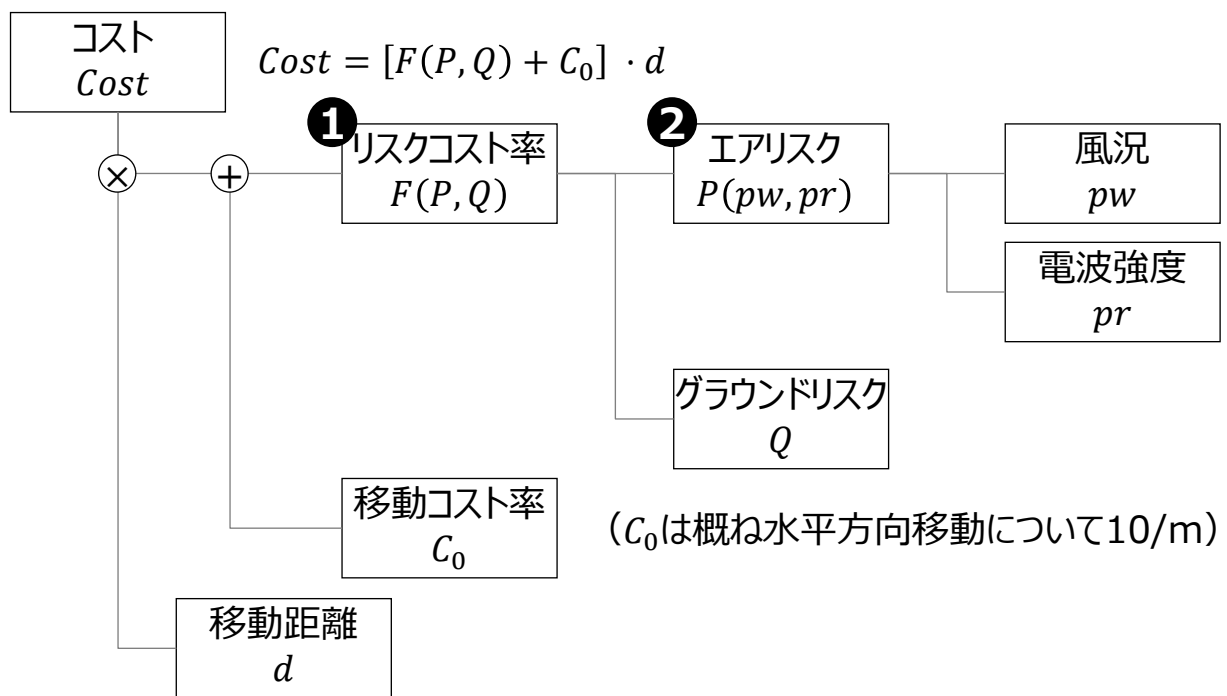 コスト
Cost
Cost = [F(P, Q) + C₀] · d
1
リスクコスト率
F(P, Q)
2
エアリスク
P(pw, pr)
風況
pw
×
+
電波強度
pr
グラウンドリスク
Q
移動コスト率
C₀
（C₀は概ね水平方向移動について10/m）
移動距離
d